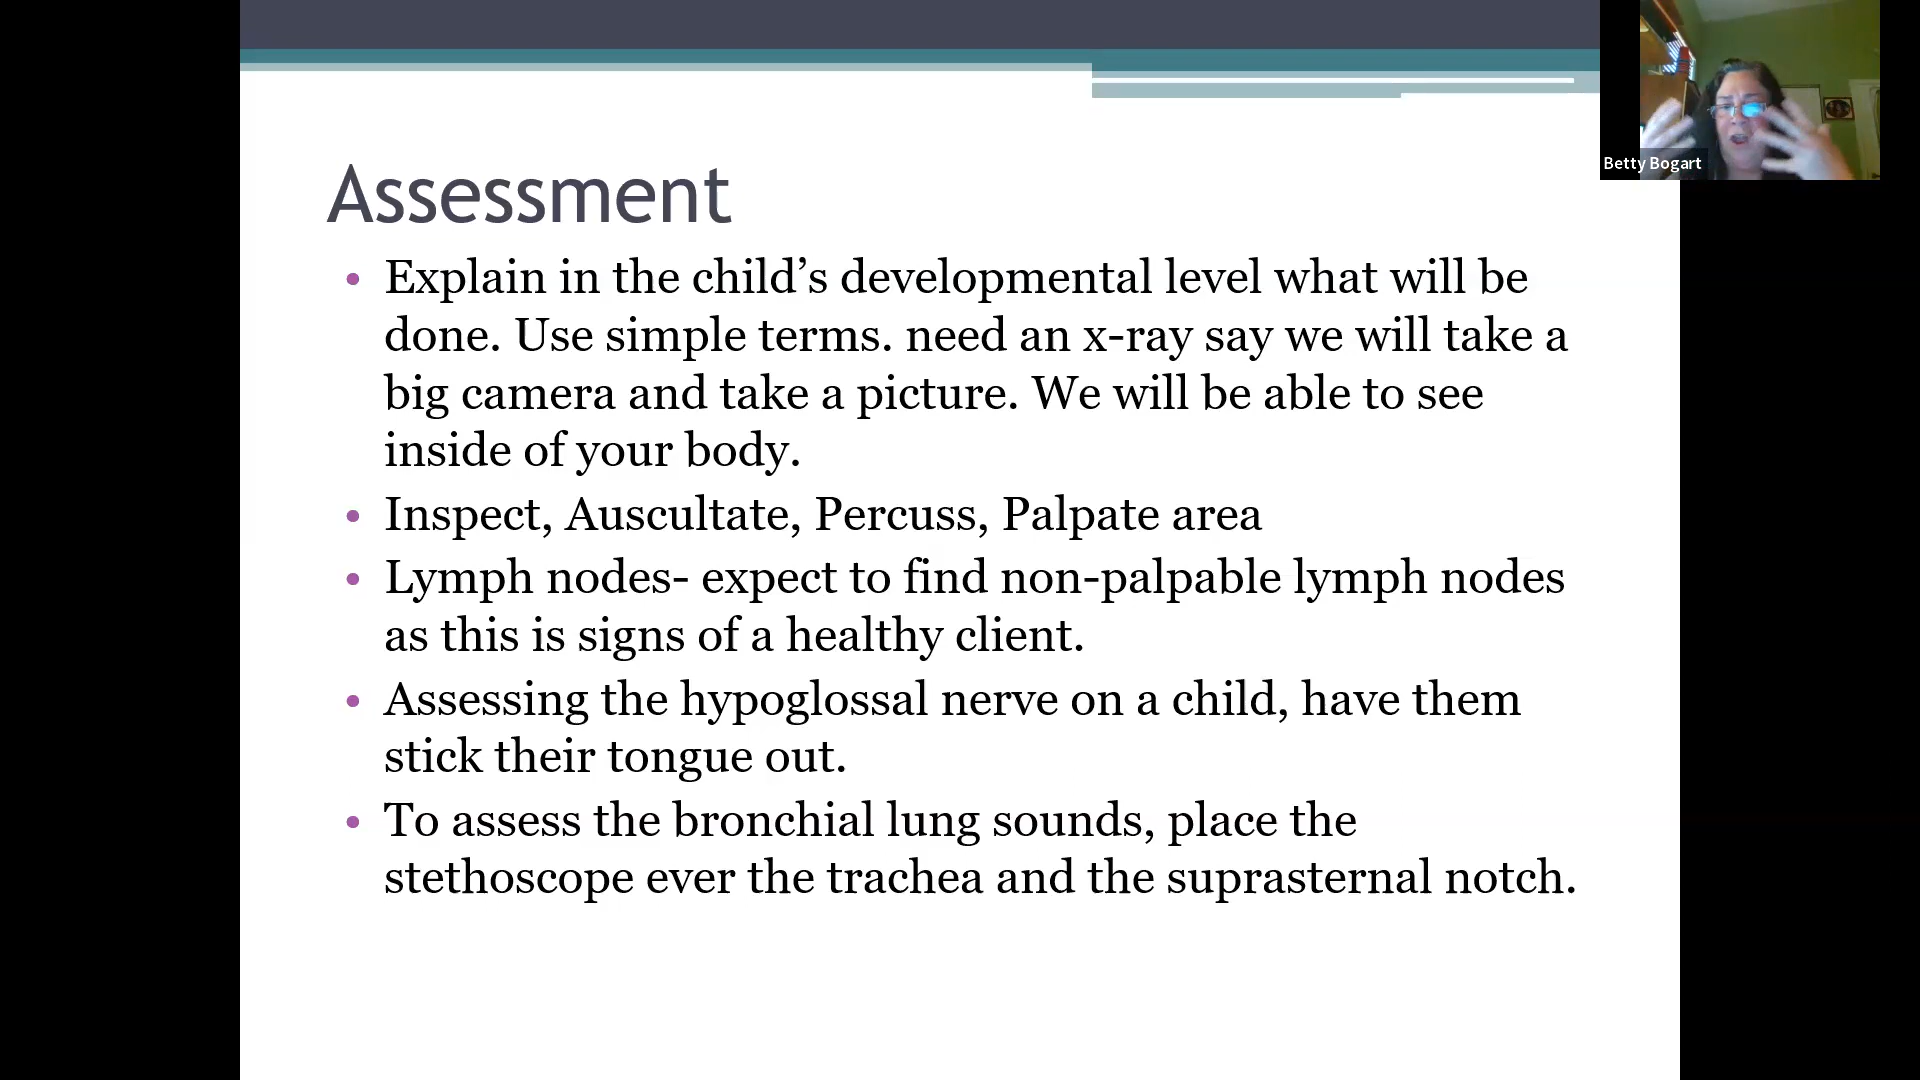 Betty Bogart
Assessment
• Explain in the child’s developmental level what will be
done. Use simple terms. need an x-ray say we will take a
big camera and take a picture. We will be able to see
inside of your body.
• Inspect, Auscultate, Percuss, Palpate area
• Lymph nodes- expect to find non-palpable lymph nodes
as this is signs of a healthy client.
• Assessing the hypoglossal nerve on a child, have them
stick their tongue out.
• To assess the bronchial lung sounds, place the
stethoscope ever the trachea and the suprasternal notch.